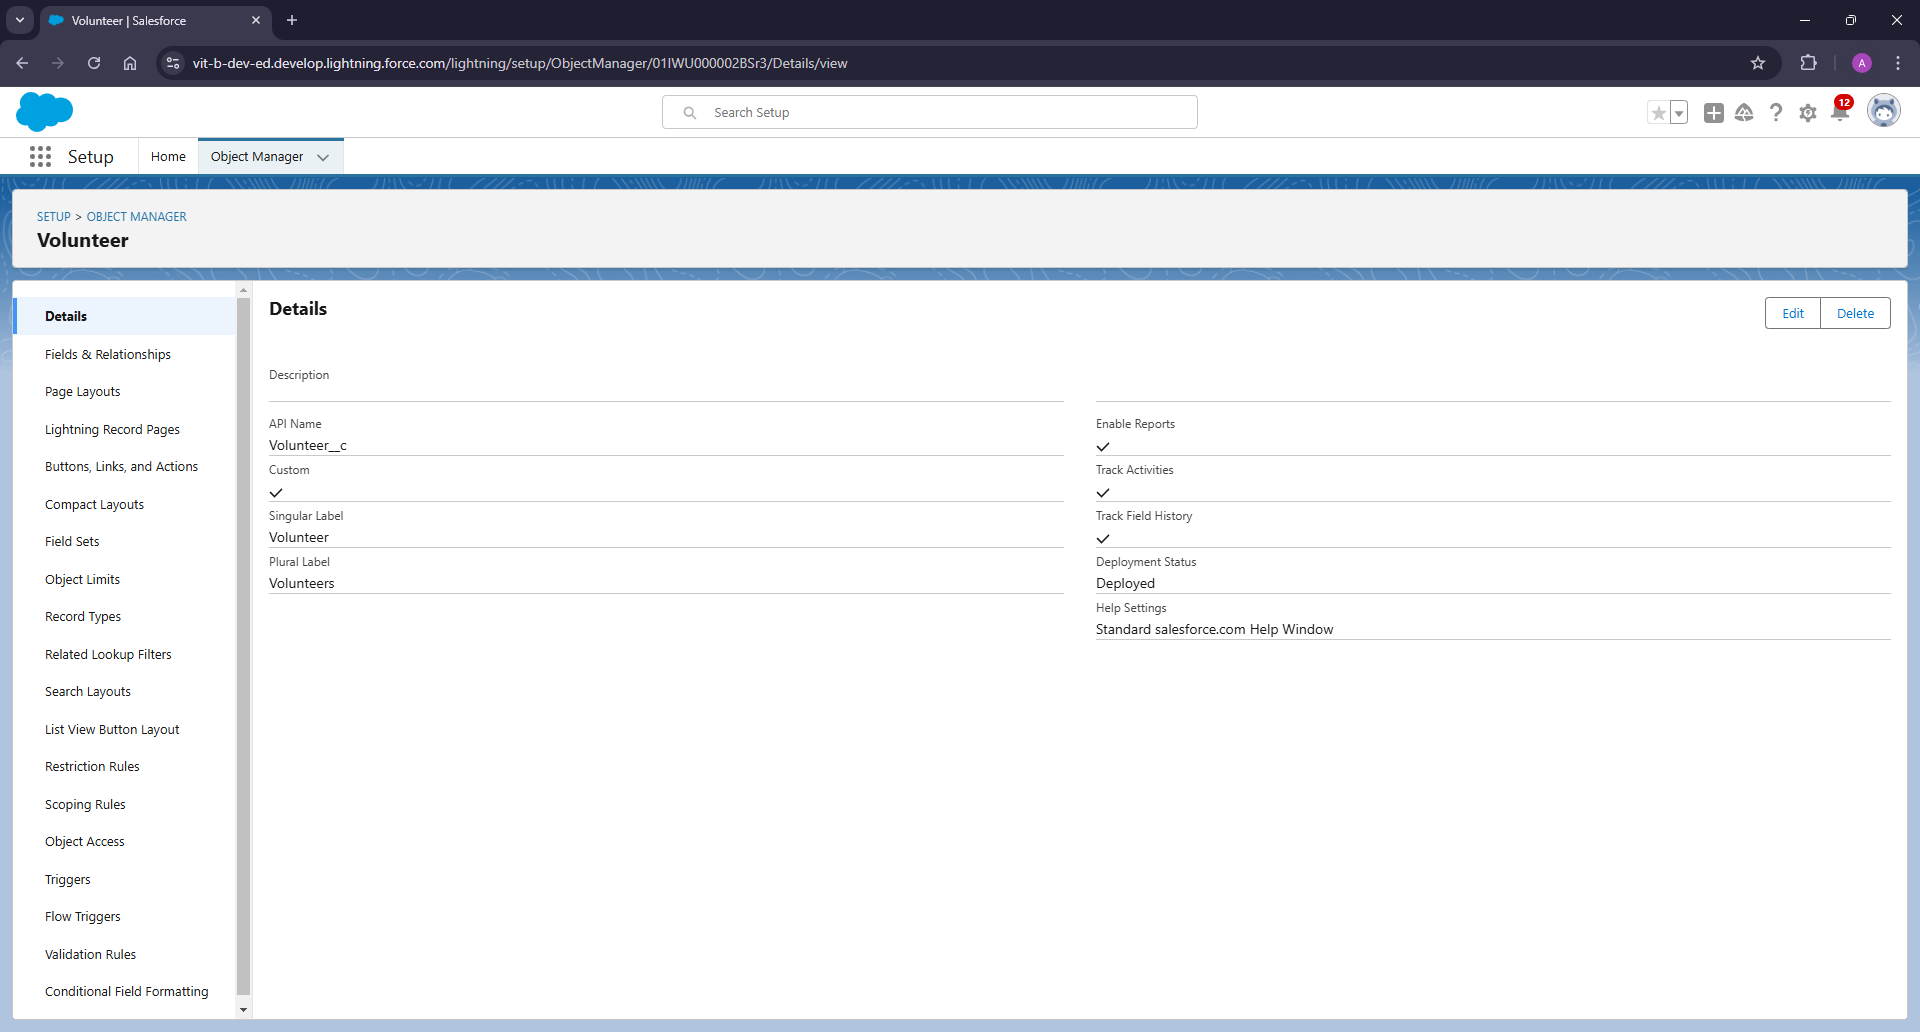 Volunteer | Salesforce
vit-b-dev-ed.develop.lightning.force.com/lightning/setup/ObjectManager/01IWU000002BSr3/Details/view
A
Search Setup
12
Setup
Home
Object Manager
SETUP > OBJECT MANAGER
Volunteer
Details
Fields & Relationships
Page Layouts
Lightning Record Pages
Buttons, Links, and Actions
Compact Layouts
Field Sets
Object Limits
Record Types
Related Lookup Filters
Search Layouts
List View Button Layout
Restriction Rules
Scoping Rules
Object Access
Triggers
Flow Triggers
Validation Rules
Conditional Field Formatting
Details
Edit
Delete
Description
API Name
Volunteer__c
Custom
Singular Label
Volunteer
Plural Label
Volunteers
Enable Reports
Track Activities
Track Field History
Deployment Status
Deployed
Help Settings
Standard salesforce.com Help Window